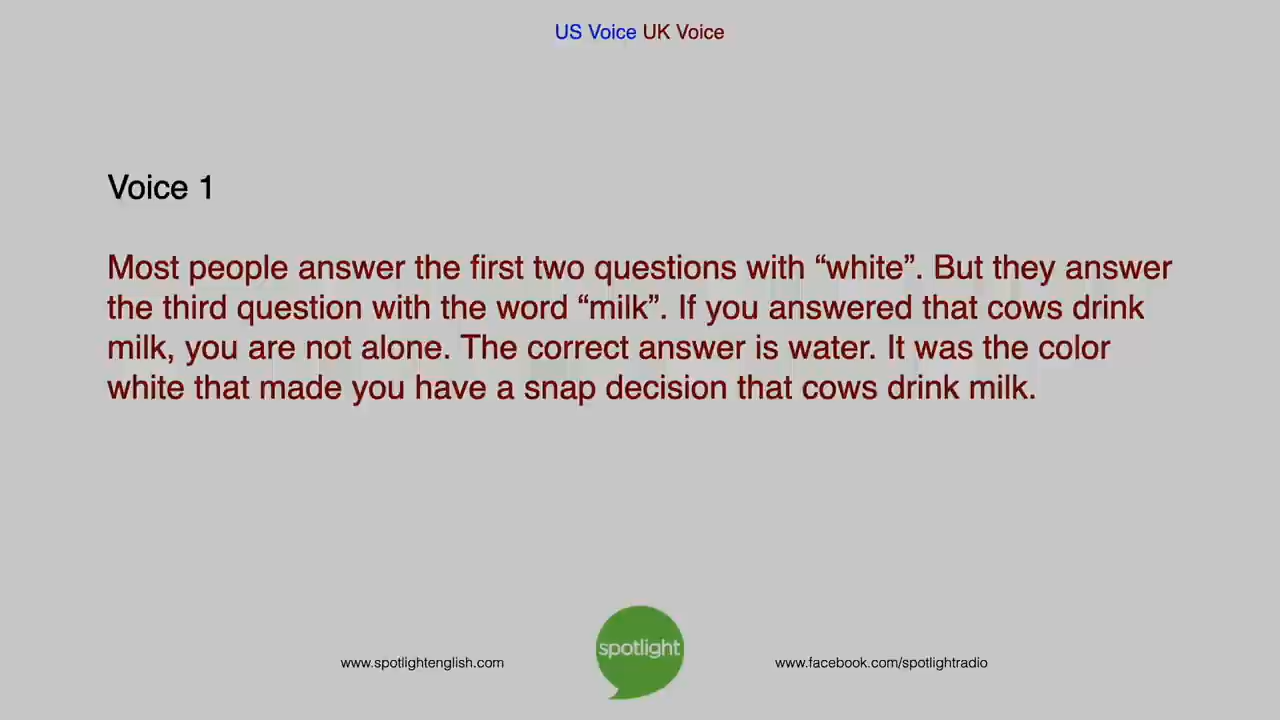 US Voice UK Voice
Voice 1
Most people answer the first two questions with “white”. But they answer
the third question with the word “milk”. If you answered that cows drink
milk, you are not alone. The correct answer is water. It was the color
white that made you have a snap decision that cows drink milk.
spotlight
www.spotlightenglish.com
www.facebook.com/spotlightradio